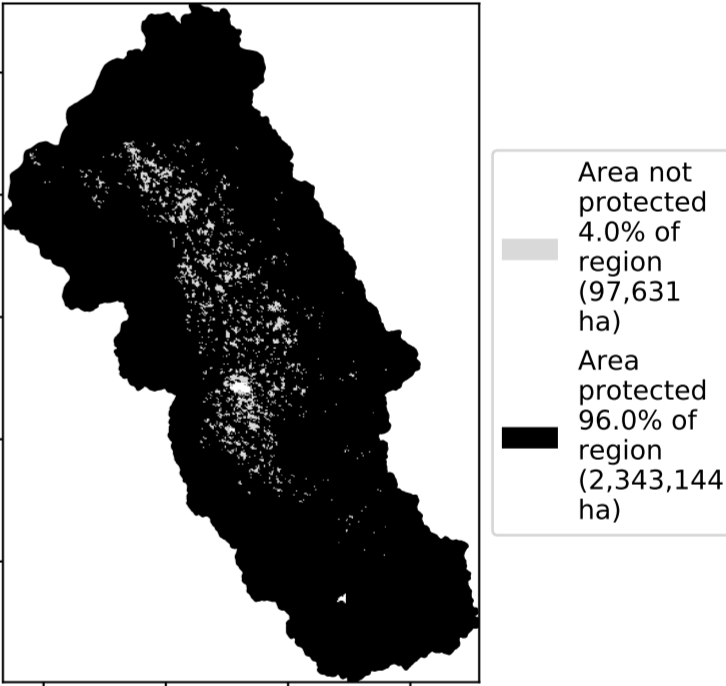 Area not
protected
4.0% of
region
(97,631
ha)
Area
protected
96.0% of
region
(2,343,144
ha)